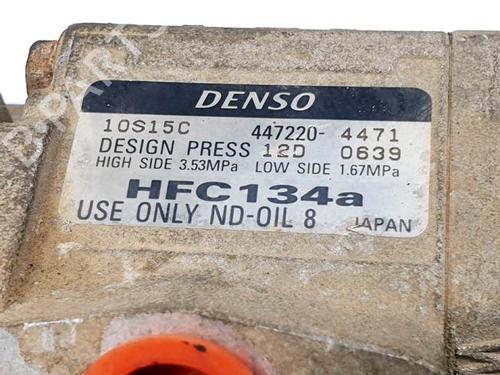 DENSO
10S15C 447220- 4471
DESIGN PRESS 12D 0639
HIGH SIDE 3.53MPa LOW SIDE 1.67MPa
HFC134a
USE ONLY ND-OIL 8 JAPAN
B-PARTS